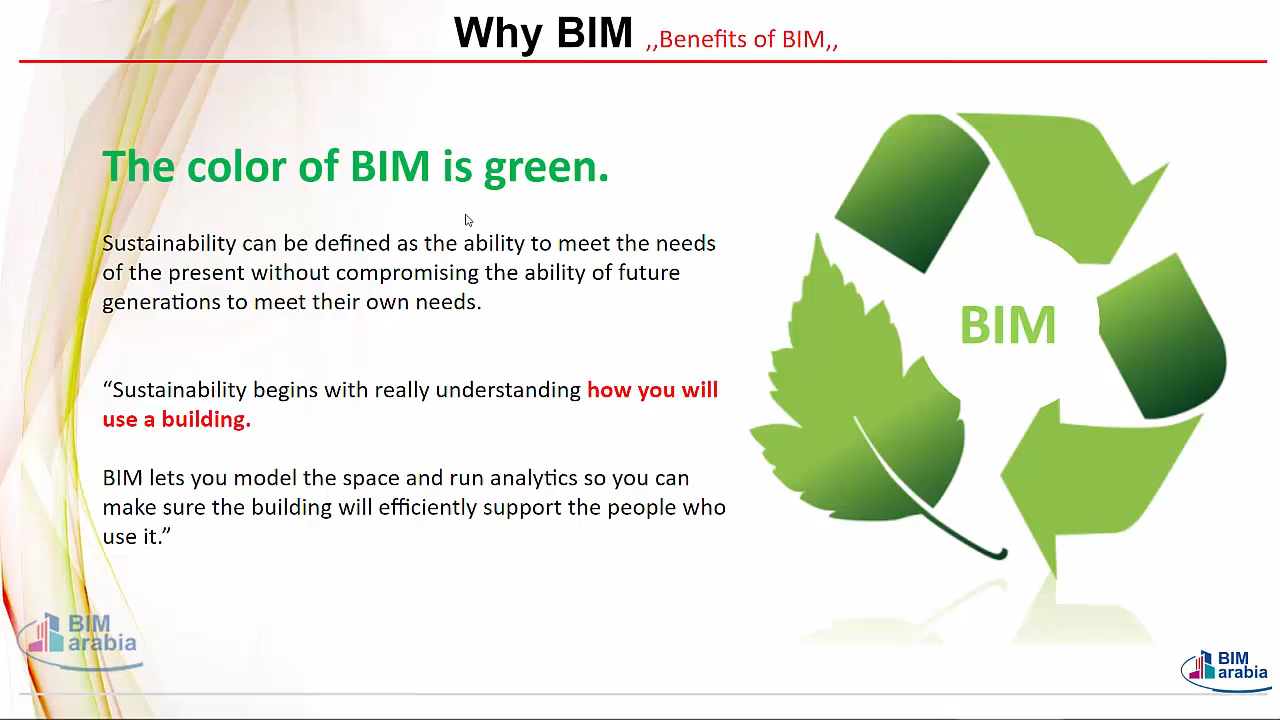 Why BIM ,,Benefits of BIM,,
The color of BIM is green.
Sustainability can be defined as the ability to meet the needs
of the present without compromising the ability of future
generations to meet their own needs.
“Sustainability begins with really understanding how you will
use a building.
BIM lets you model the space and run analytics so you can
make sure the building will efficiently support the people who
use it.”
BIM
BIM
arabia
BIM
arabia